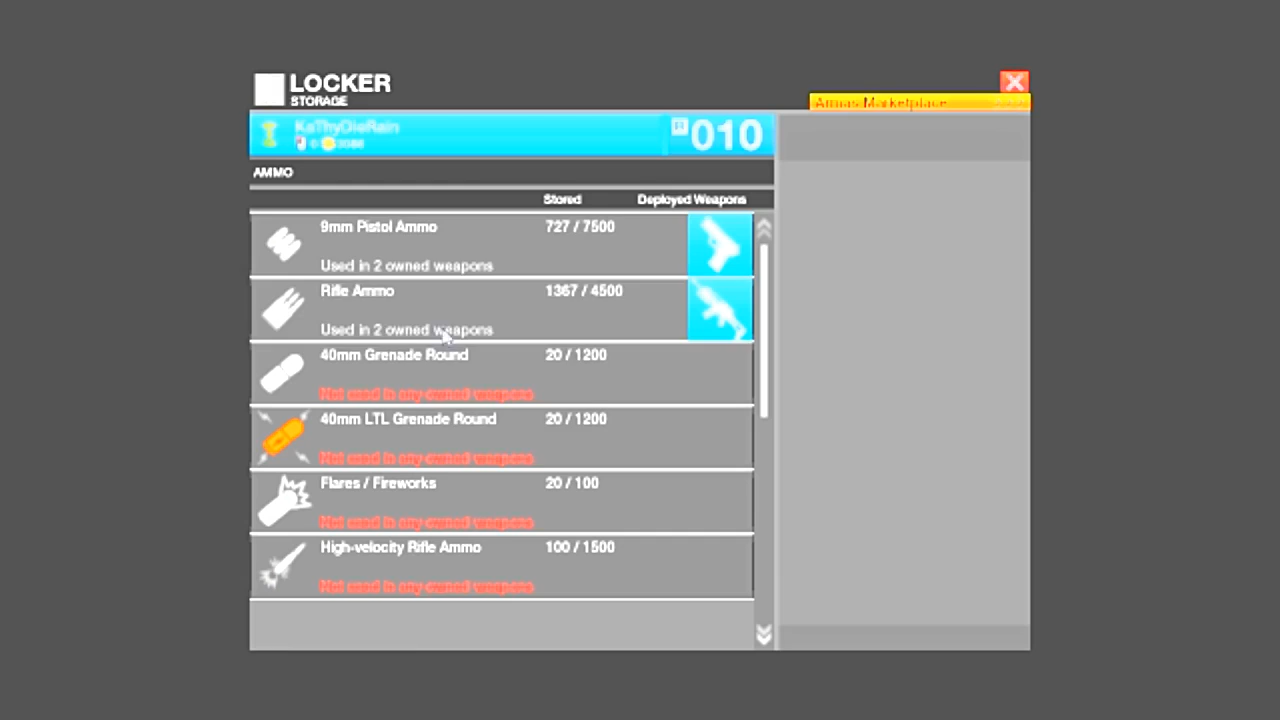 LOCKER
STORAGE
Armas Marketplace
KaThyDieRain
R 010
AMMO
Stored Deployed Weapons
9mm Pistol Ammo 727 / 7500
Used in 2 owned weapons
Rifle Ammo 1367 / 4500
Used in 2 owned weapons
40mm Grenade Round 20 / 1200
Not used in any owned weapons
40mm LTL Grenade Round 20 / 1200
Not used in any owned weapons
Flares / Fireworks 20 / 100
Not used in any owned weapons
High-velocity Rifle Ammo 100 / 1500
Not used in any owned weapons